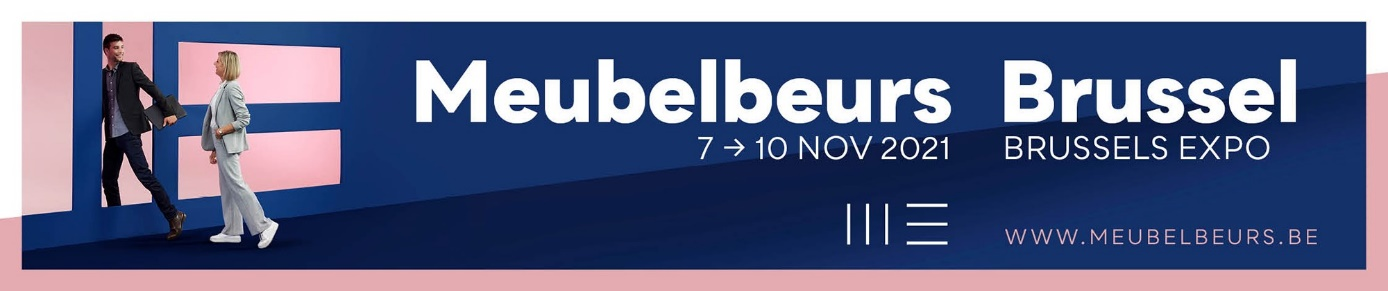 Meubelbeurs Brussel
7 → 10 NOV 2021 BRUSSELS EXPO
WWW.MEUBELBEURS.BE